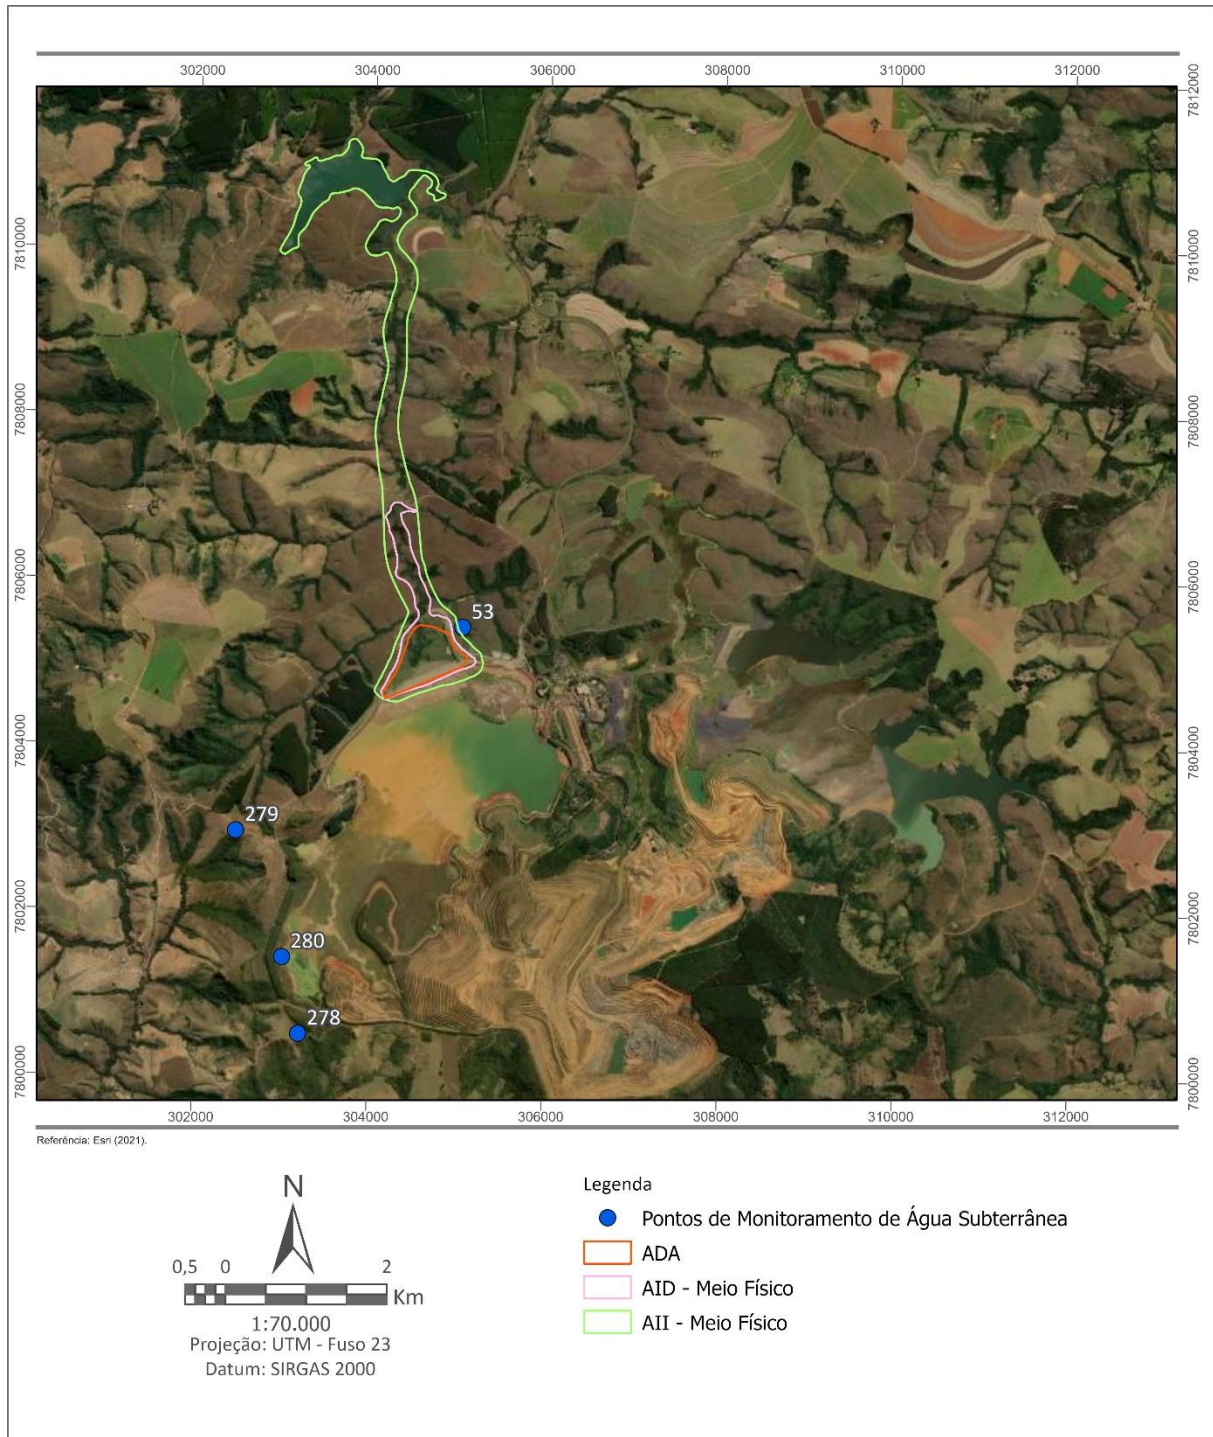 302000 304000 306000 308000 310000 312000
7812000
7810000 7810000
7808000 7808000
7806000 7806000
53
7804000 7804000
279
7802000 7802000
280
278
7800000 7800000
302000 304000 306000 308000 310000 312000
Referência: Esri (2021).
N
0,5 0 2
Km
1:70.000
Projeção: UTM - Fuso 23
Datum: SIRGAS 2000
Legenda
Pontos de Monitoramento de Água Subterrânea
ADA
AID - Meio Físico
AII - Meio Físico